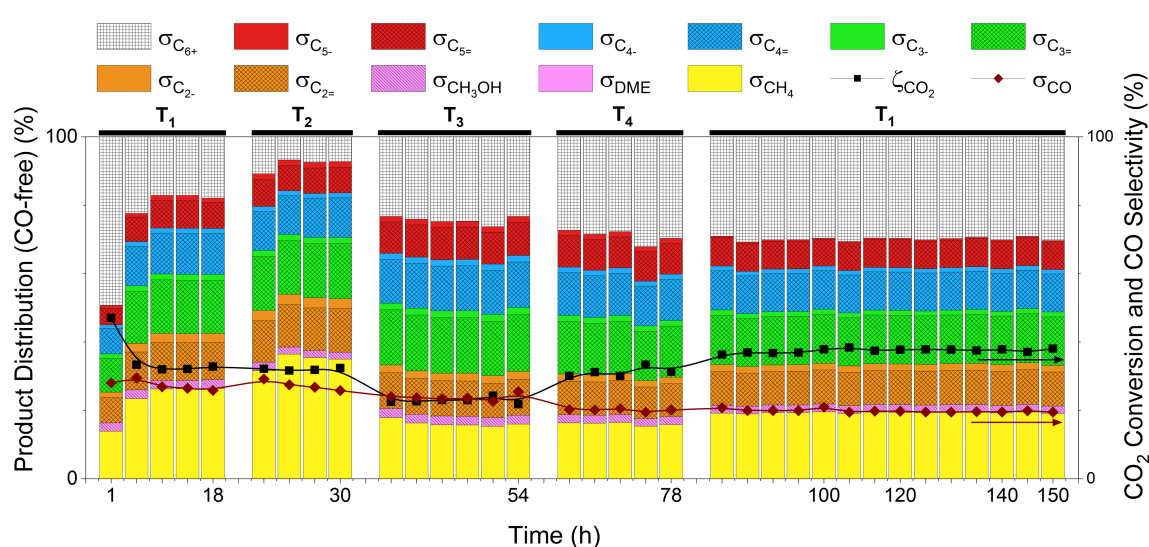 σC6+ σC5- σC5= σC4- σC4= σC3- σC3=
σC2- σC2= σCH3OH σDME σCH4 ζCO2 σCO
T1 T2 T3 T4 T1
100 100
Product Distribution (CO-free) (%)
CO2 Conversion and CO Selectivity (%)
0 0
1 18 30 54 78 100 120 140 150
Time (h)